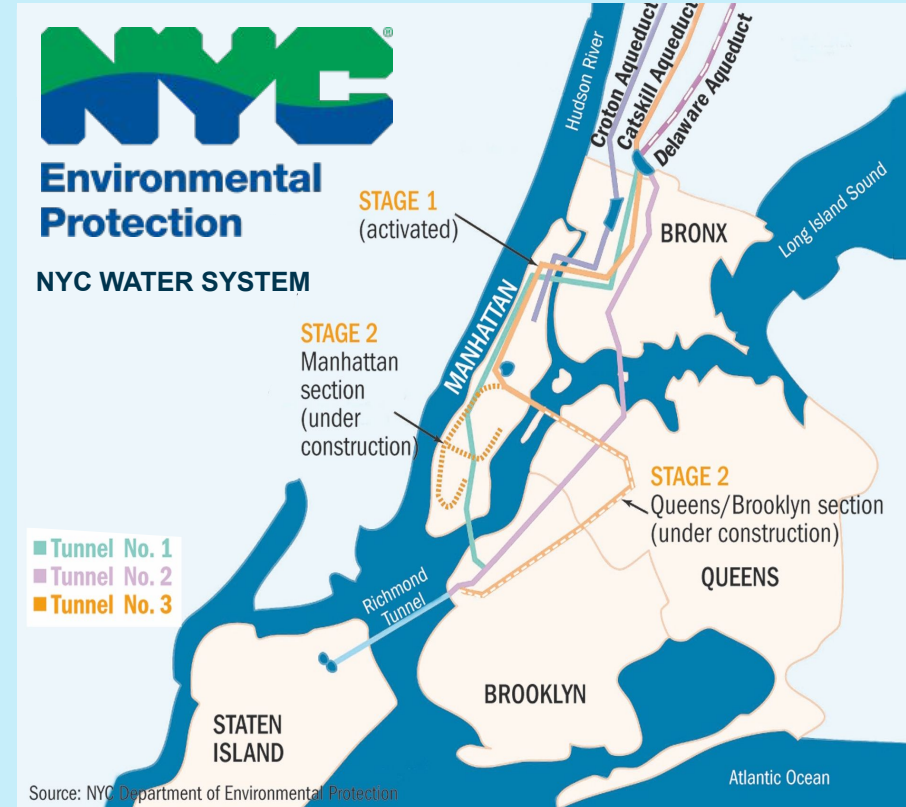 NYC
®
Environmental
Protection
NYC WATER SYSTEM
Hudson River
Croton Aqueduct
Catskill Aqueduct
Delaware Aqueduct
Long Island Sound
STAGE 1
(activated)
BRONX
MANHATTAN
STAGE 2
Manhattan
section
(under
construction)
STAGE 2
Queens/Brooklyn section
(under construction)
QUEENS
Tunnel No. 1
Tunnel No. 2
Tunnel No. 3
Richmond
Tunnel
BROOKLYN
STATEN
ISLAND
Atlantic Ocean
Source: NYC Department of Environmental Protection